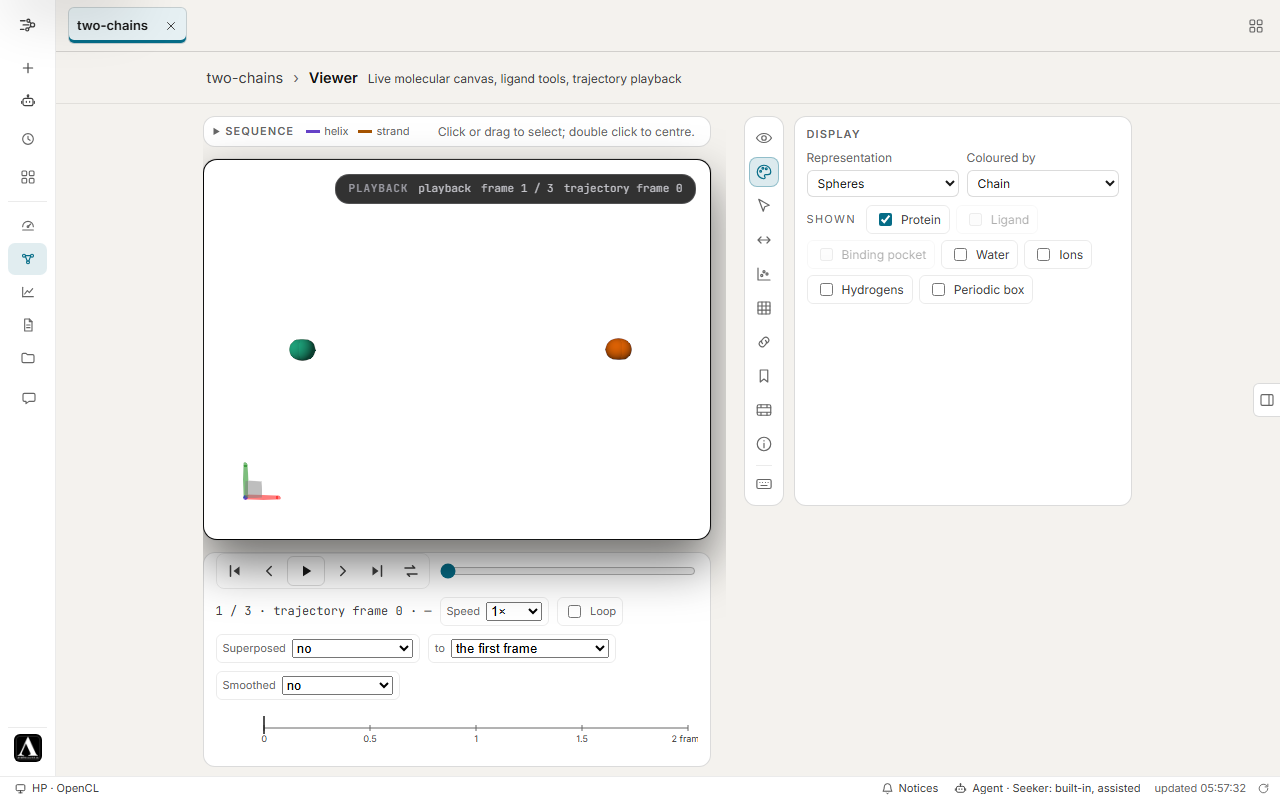 two-chains
two-chains › Viewer Live molecular canvas, ligand tools, trajectory playback
SEQUENCE helix strand Click or drag to select; double click to centre.
PLAYBACK playback frame 1 / 3 trajectory frame 0
DISPLAY
Representation Coloured by
Spheres Chain
SHOWN Protein Ligand
Binding pocket Water Ions
Hydrogens Periodic box
1 / 3 · trajectory frame 0 · — Speed 1× Loop
Superposed no to the first frame
Smoothed no
0 0.5 1 1.5 2 fram
HP · OpenCL Notices Agent · Seeker: built-in, assisted updated 05:57:32